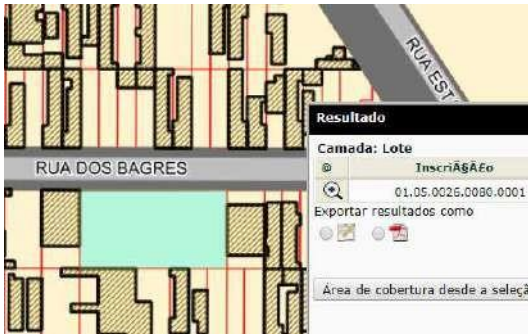 RUA EST
Resultado
Camada: Lote
InscriÃ§Ã£o
01.05.0026.0080.0001
Exportar resultados como
Área de cobertura desde a seleçã
RUA DOS BAGRES